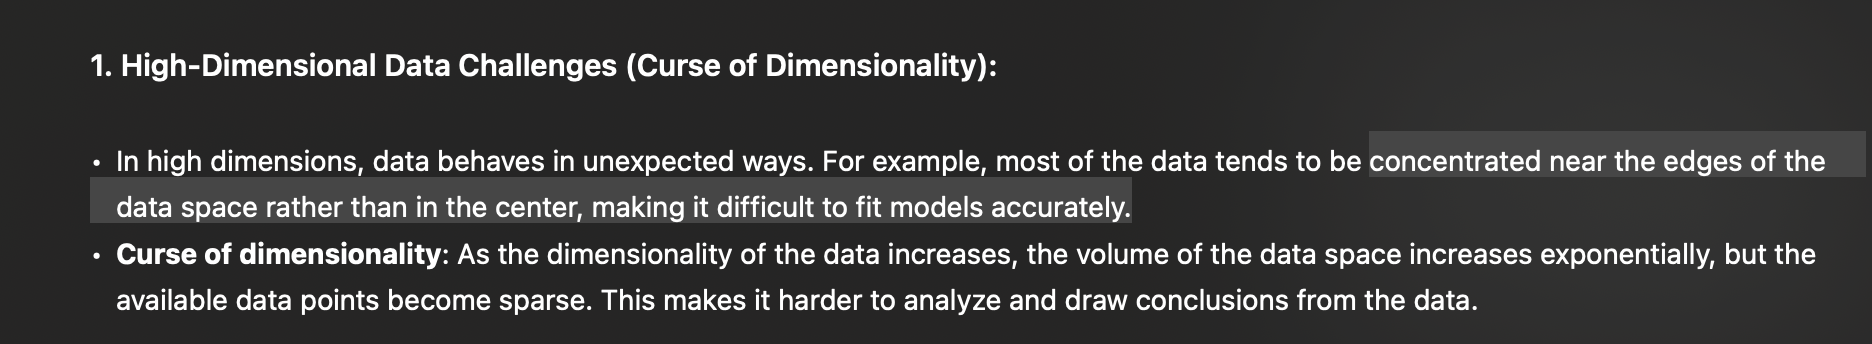 1. High-Dimensional Data Challenges (Curse of Dimensionality):
• In high dimensions, data behaves in unexpected ways. For example, most of the data tends to be concentrated near the edges of the
data space rather than in the center, making it difficult to fit models accurately.
• Curse of dimensionality: As the dimensionality of the data increases, the volume of the data space increases exponentially, but the
available data points become sparse. This makes it harder to analyze and draw conclusions from the data.